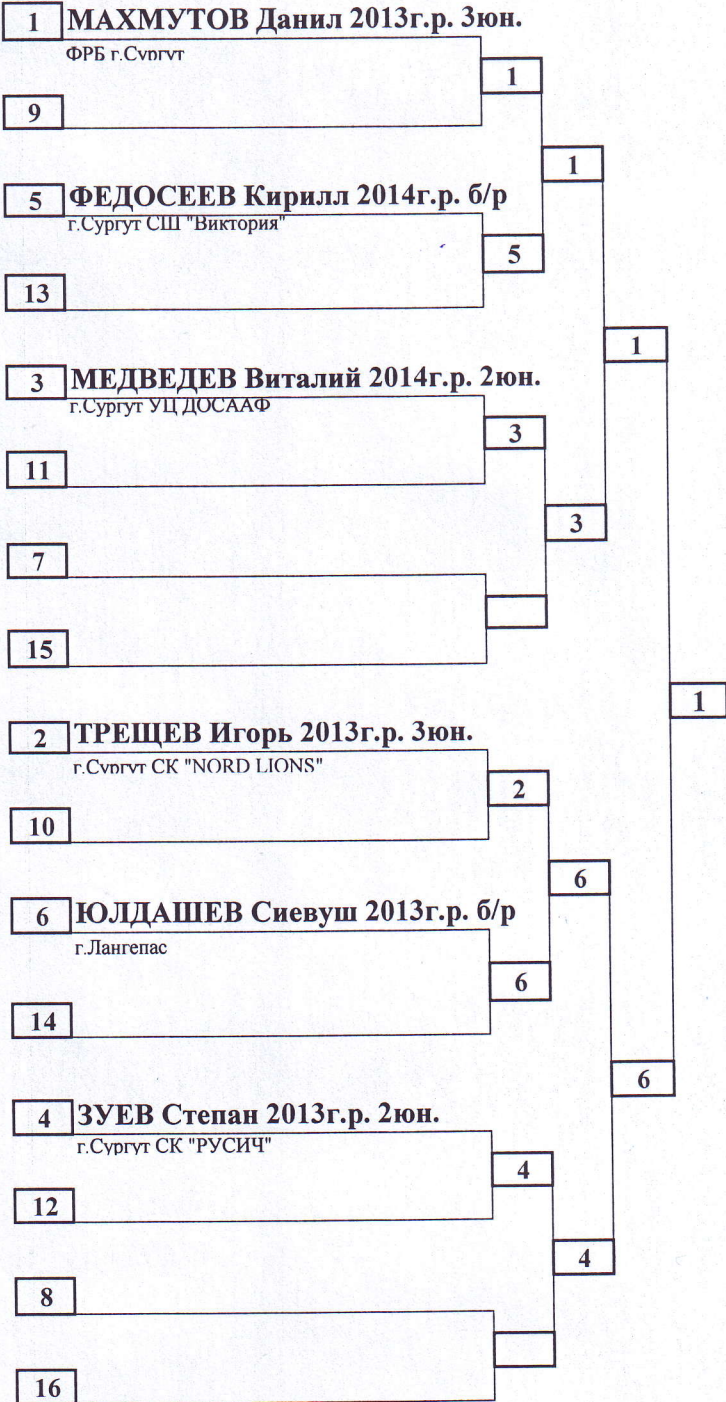 1 МАХМУТОВ Данил 2013г.р. 3юн.
ФРБ г.Сургут
1
9
1
5 ФЕДОСЕЕВ Кирилл 2014г.р. б/р
г.Сургут СШ "Виктория"
5
13
1
3 МЕДВЕДЕВ Виталий 2014г.р. 2юн.
г.Сургут УЦ ДОСААФ
3
11
3
7
15
1
2 ТРЕЩЕВ Игорь 2013г.р. 3юн.
г.Сургут СК "NORD LIONS"
2
10
6
6 ЮЛДАШЕВ Сиевуш 2013г.р. б/р
г.Лангепас
6
14
6
4 ЗУЕВ Степан 2013г.р. 2юн.
г.Сургут СК "РУСИЧ"
4
12
4
8
16